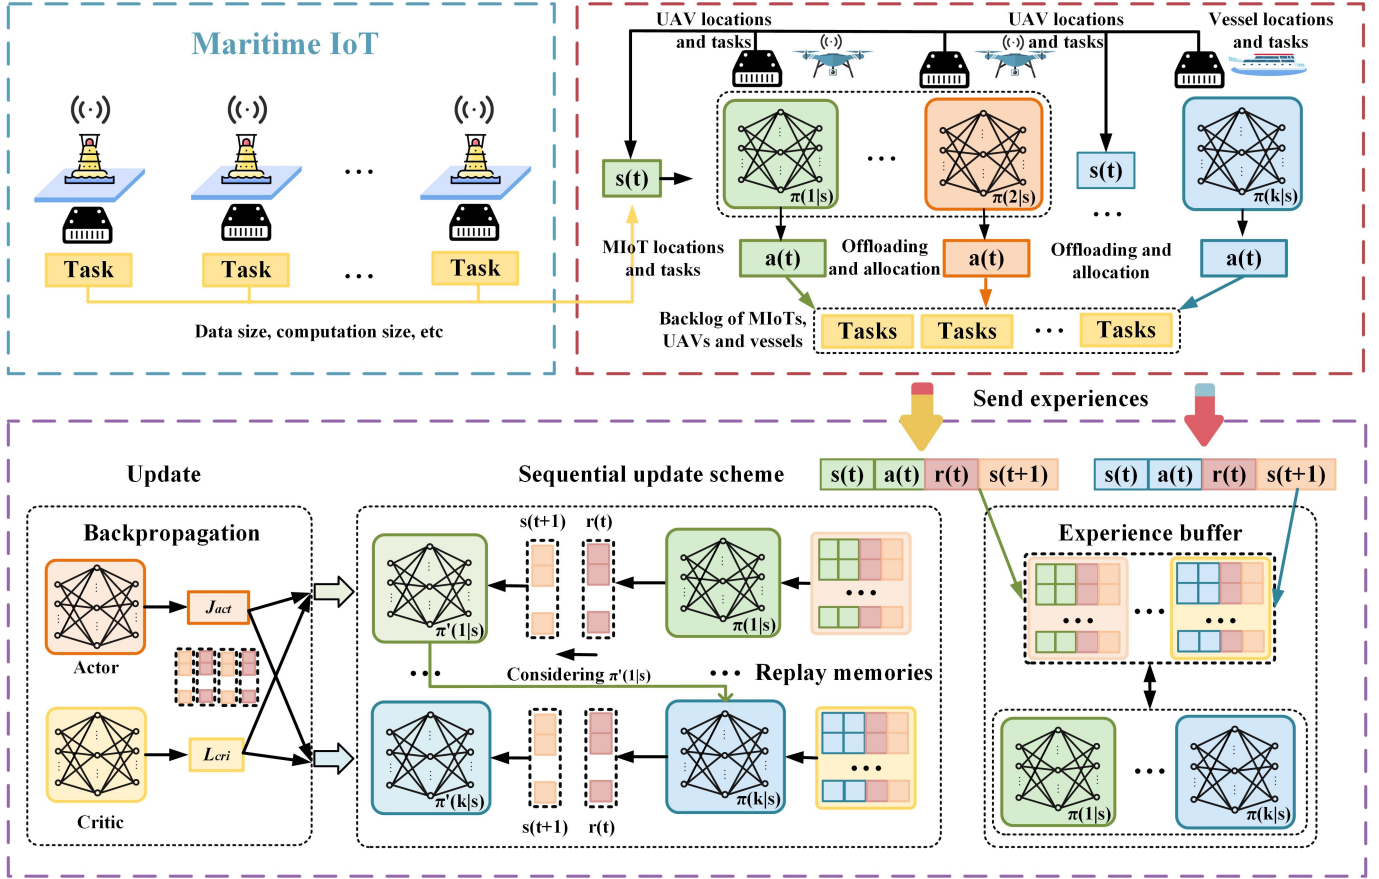 Maritime IoT
Task
Task
Task
Data size, computation size, etc
UAV locations
and tasks
UAV locations
and tasks
Vessel locations
and tasks
s(t)
π(1|s)
π(2|s)
s(t)
π(k|s)
MIoT locations
and tasks
a(t)
Offloading
and allocation
a(t)
Offloading and
allocation
a(t)
Backlog of MIoTs,
UAVs and vessels
Tasks
Tasks
Tasks
Send experiences
Update
Sequential update scheme
s(t)
a(t)
r(t)
s(t+1)
s(t)
a(t)
r(t)
s(t+1)
Backpropagation
Actor
Jact
Critic
Lcri
s(t+1)
r(t)
π'(1|s)
π(1|s)
Considering π'(1|s)
Replay memories
π'(k|s)
π(k|s)
s(t+1)
r(t)
Experience buffer
π(1|s)
π(k|s)